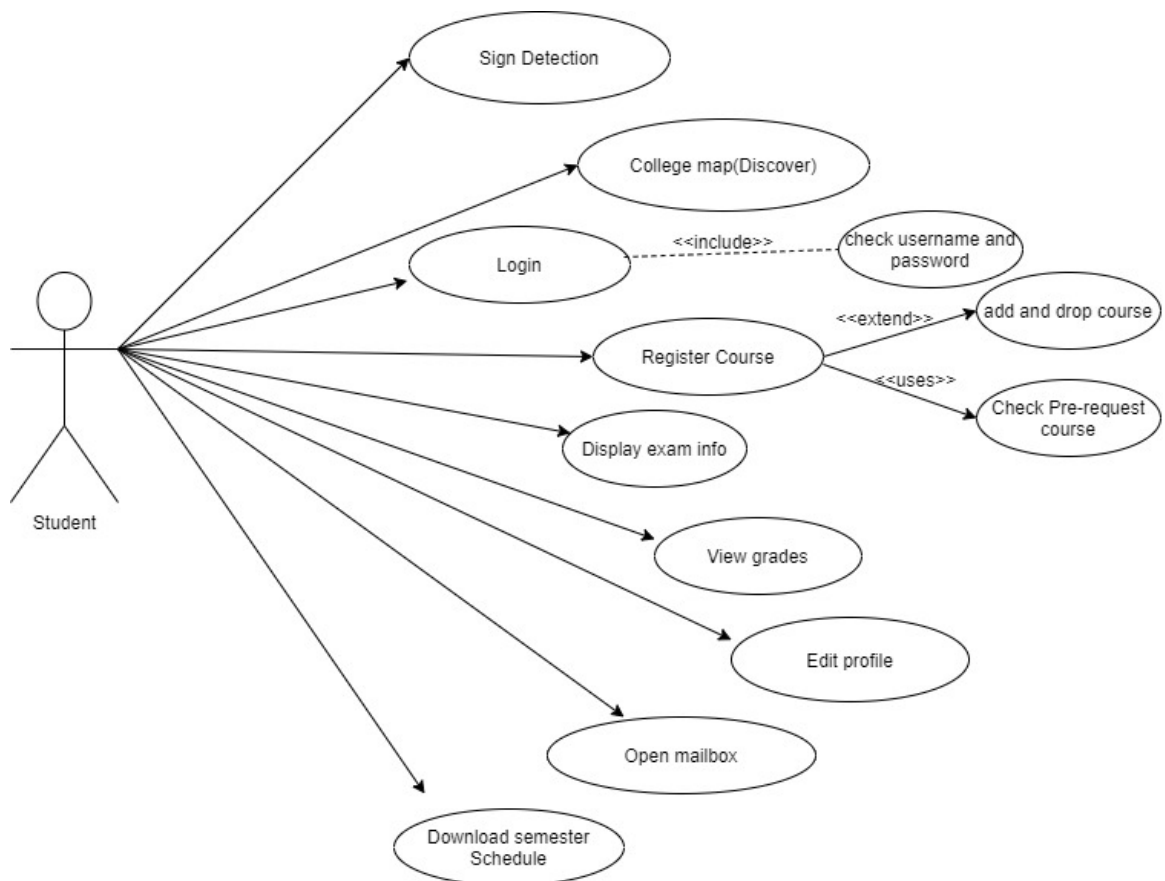 Sign Detection
College map(Discover)
<<include>>
check username and
password
Login
<<extend>>
add and drop course
Register Course
<<uses>>
Check Pre-request
course
Display exam info
Student
View grades
Edit profile
Open mailbox
Download semester
Schedule